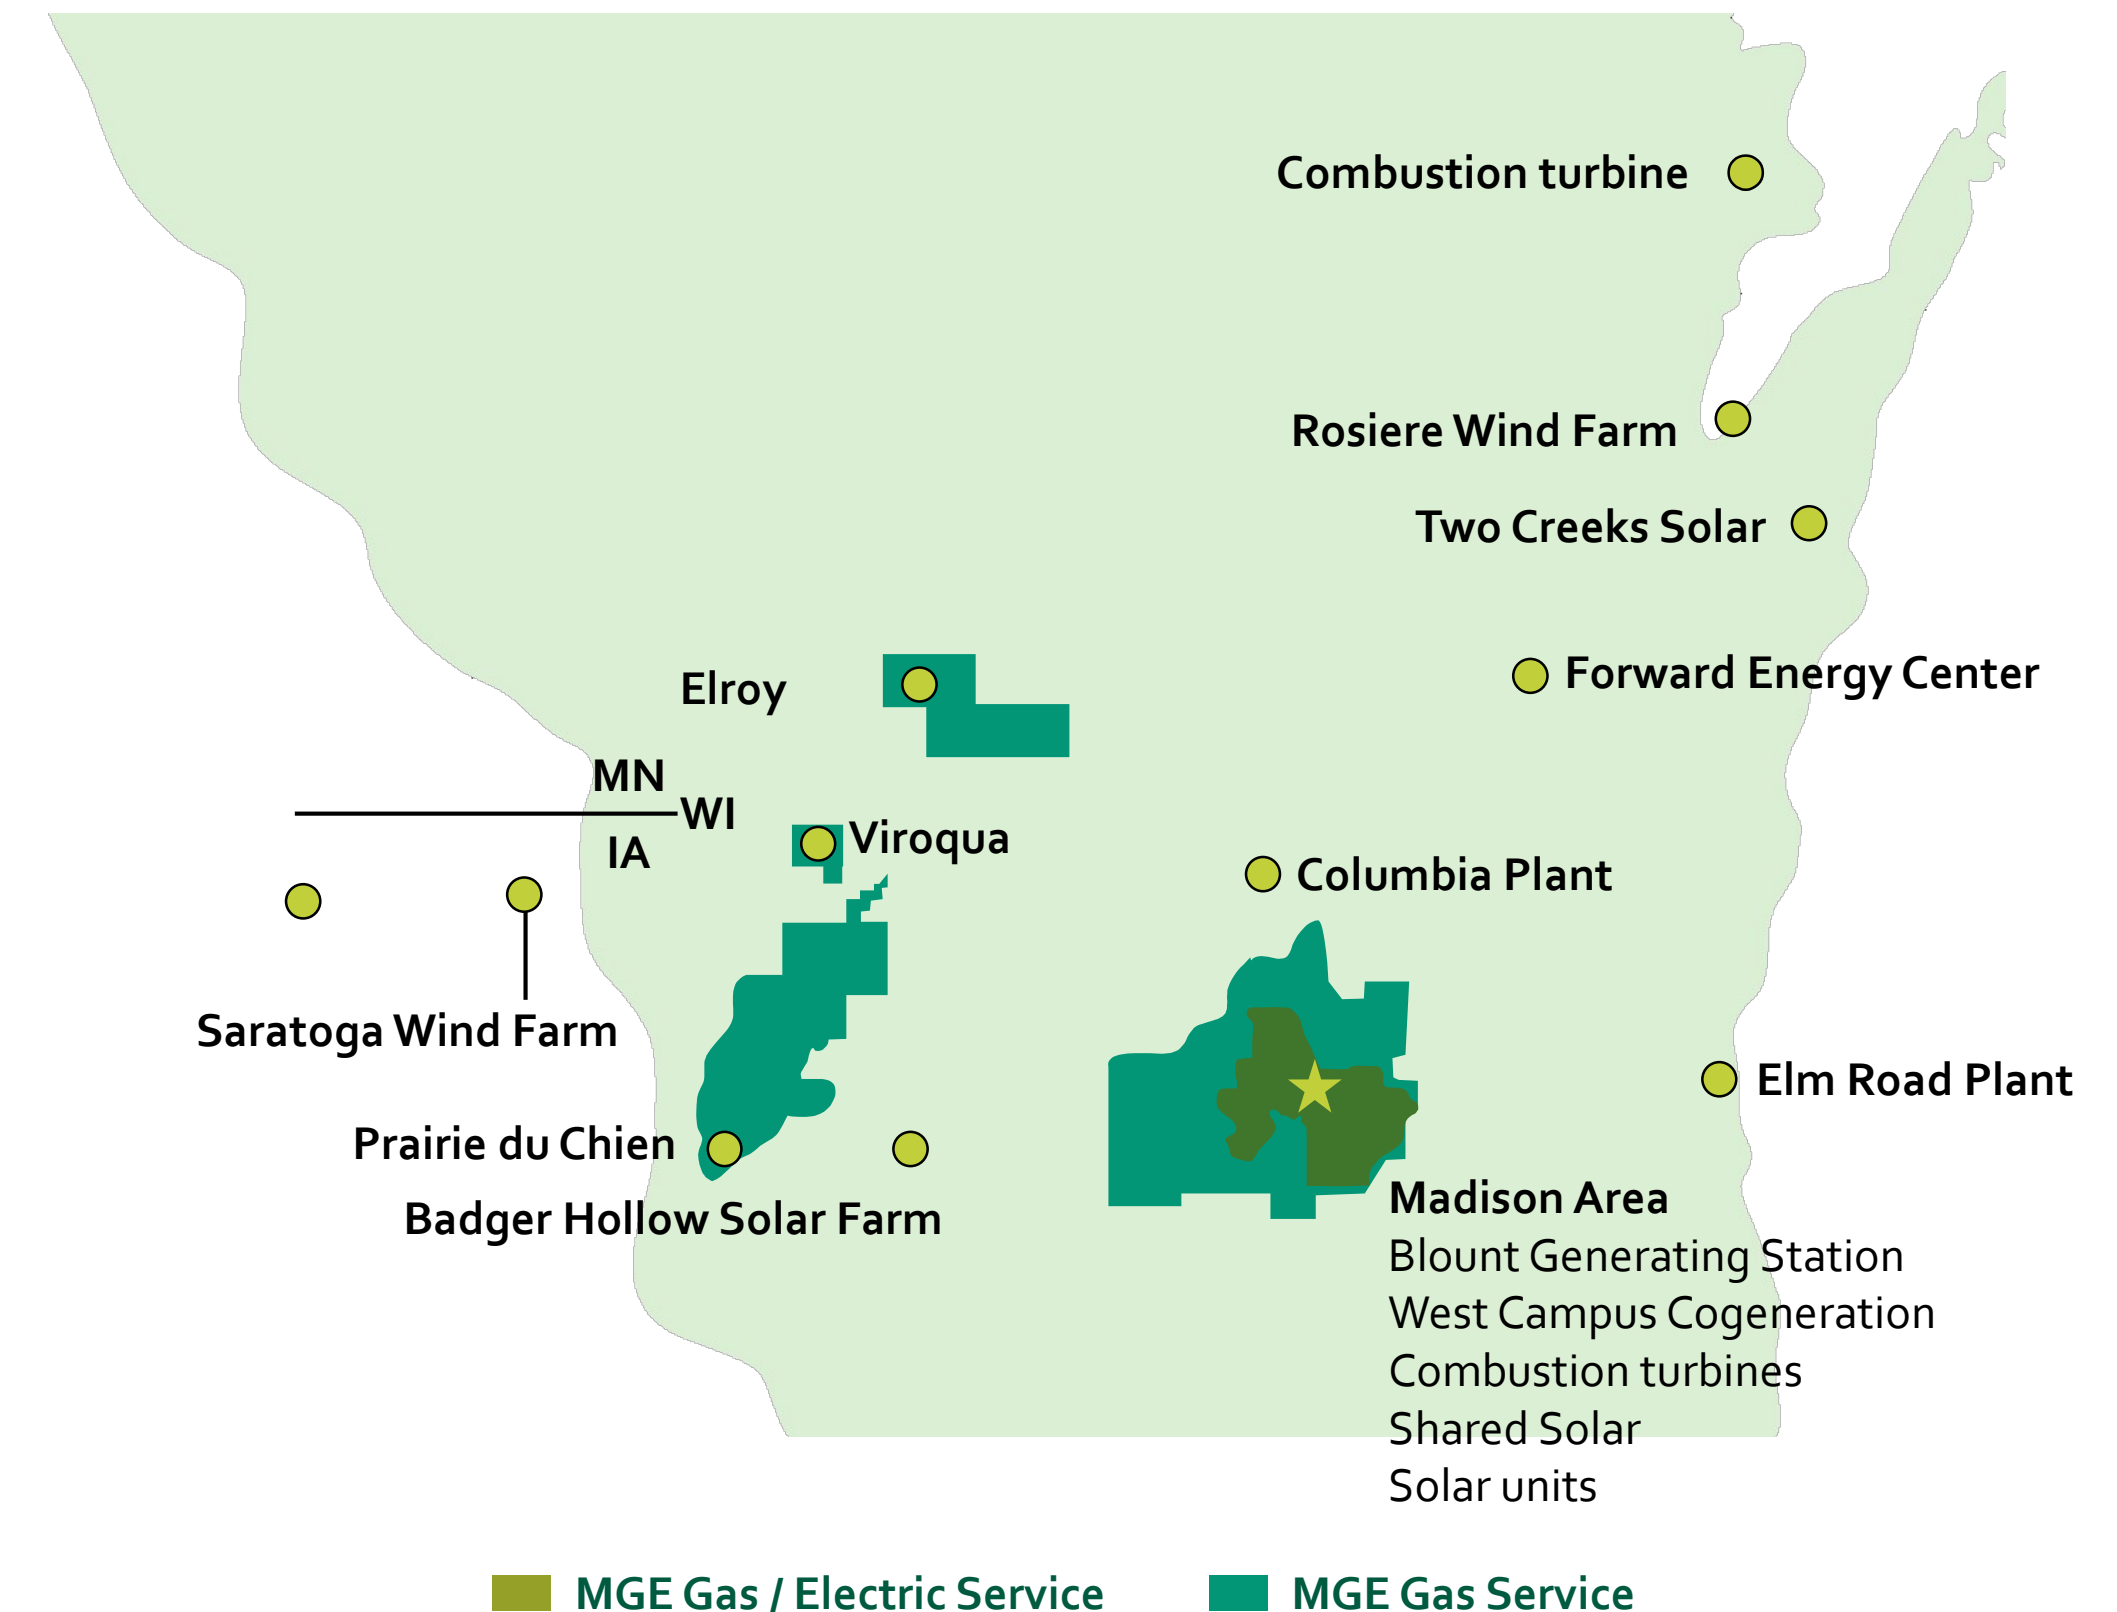 Combustion turbine
Rosiere Wind Farm
Two Creeks Solar
Forward Energy Center
Elroy
MN
WI
IA
Viroqua
Columbia Plant
Saratoga Wind Farm
Elm Road Plant
Prairie du Chien
Badger Hollow Solar Farm
Madison Area
Blount Generating Station
West Campus Cogeneration
Combustion turbines
Shared Solar
Solar units
MGE Gas / Electric Service
MGE Gas Service